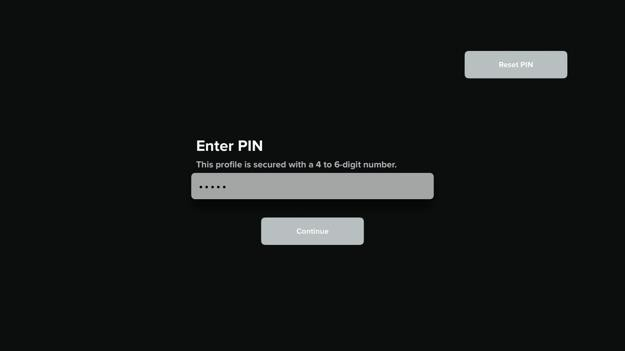 Reset PIN
Enter PIN
This profile is secured with a 4 to 6-digit number.
•••••
Continue